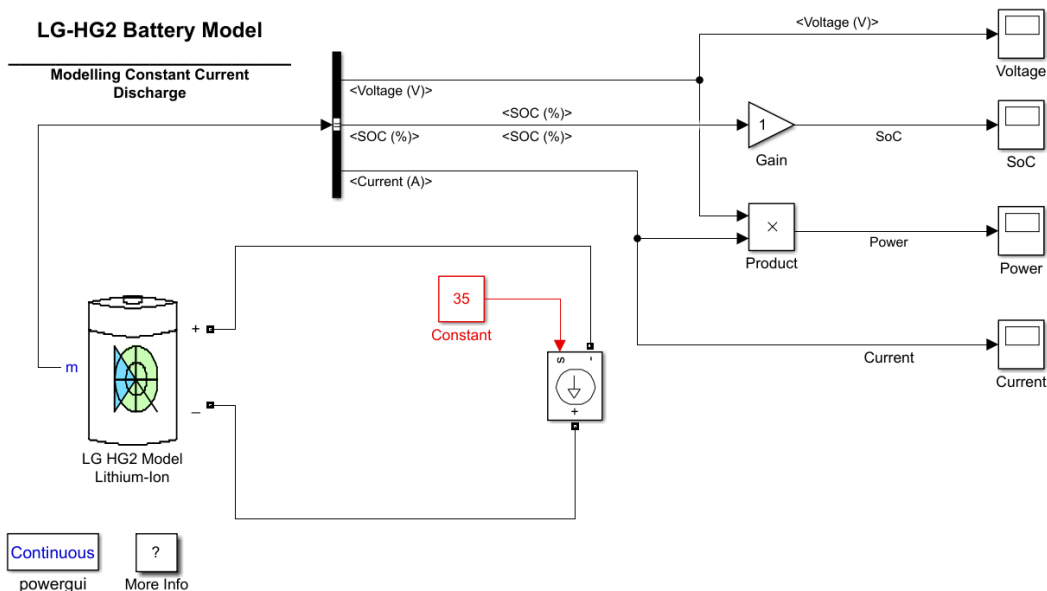 LG-HG2 Battery Model
Modelling Constant Current
Discharge
<Voltage (V)>
Voltage
<Voltage (V)>
<SOC (%)>
<SOC (%)>
<SOC (%)>
1
Gain
SoC
SoC
<Current (A)>
×
Product
Power
Power
35
Constant
Current
Current
s
-
+
m
+
_
LG HG2 Model
Lithium-Ion
Continuous
powergui
?
More Info